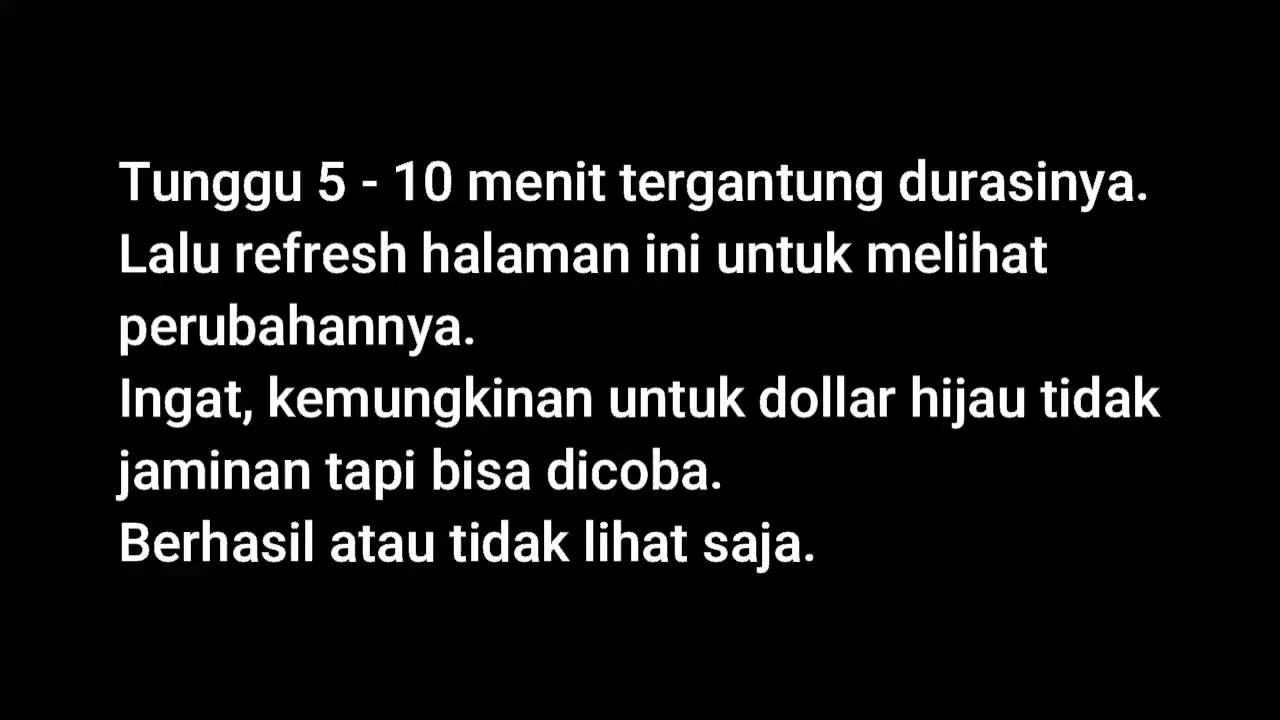 Tunggu 5 - 10 menit tergantung durasinya.
Lalu refresh halaman ini untuk melihat
perubahannya.
Ingat, kemungkinan untuk dollar hijau tidak
jaminan tapi bisa dicoba.
Berhasil atau tidak lihat saja.